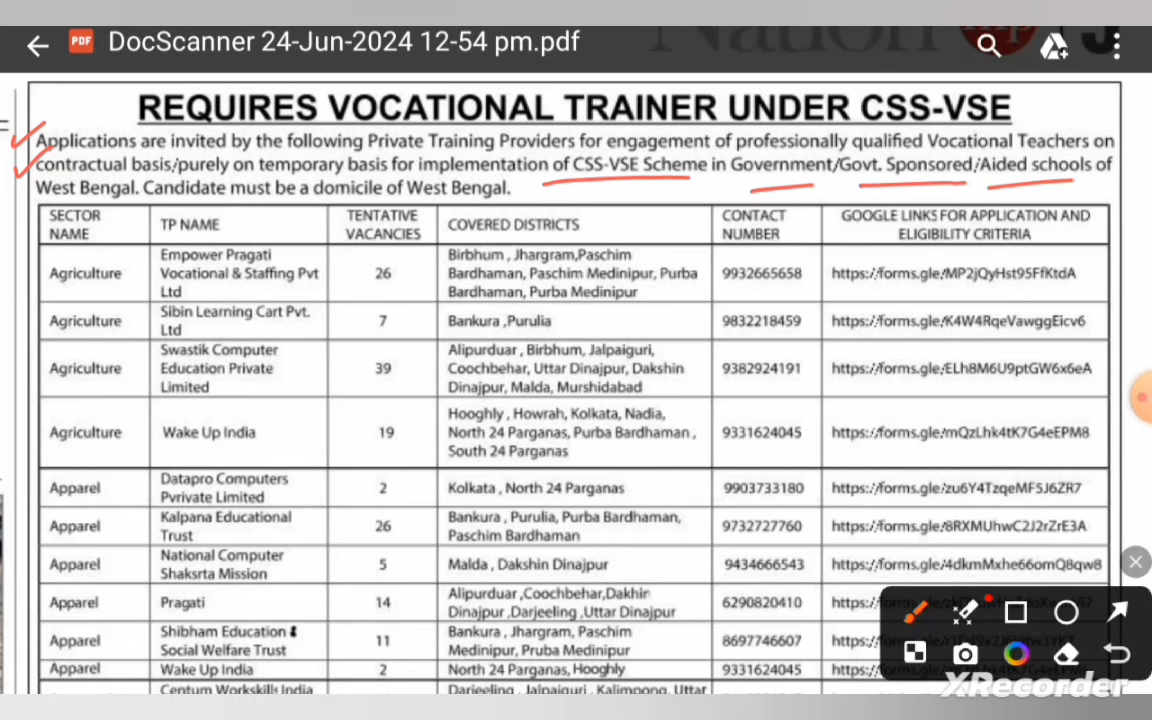 DocScanner 24-Jun-2024 12-54 pm.pdf
PDF
REQUIRES VOCATIONAL TRAINER UNDER CSS-VSE
Applications are invited by the following Private Training Providers for engagement of professionally qualified Vocational Teachers on
contractual basis/purely on temporary basis for implementation of CSS-VSE Scheme in Government/Govt. Sponsored/Aided schools of
West Bengal. Candidate must be a domicile of West Bengal.
SECTOR NAME TP NAME TENTATIVE VACANCIES COVERED DISTRICTS CONTACT NUMBER GOOGLE LINKS FOR APPLICATION AND ELIGIBILITY CRITERIA
Agriculture Empower Pragati Vocational & Staffing Pvt Ltd 26 Birbhum , Jhargram,Paschim Bardhaman, Paschim Medinipur, Purba Bardhaman, Purba Medinipur 9932665658 https://forms.gle/MP2jQyHst95FfKtdA
Agriculture Sibin Learning Cart Pvt. Ltd 7 Bankura ,Purulia 9832218459 https://forms.gle/K4W4RqeVawggEicv6
Agriculture Swastik Computer Education Private Limited 39 Alipurduar , Birbhum, Jalpaiguri, Coochbehar, Uttar Dinajpur, Dakshin Dinajpur, Malda, Murshidabad 9382924191 https://forms.gle/ELh8M6U9ptGW6x6eA
Agriculture Wake Up India 19 Hooghly , Howrah, Kolkata, Nadia, North 24 Parganas, Purba Bardhaman , South 24 Parganas 9331624045 https://forms.gle/mQzLhk4tK7G4eEPM8
Apparel Datapro Computers Pvrivate Limited 2 Kolkata , North 24 Parganas 9903733180 https://forms.gle/zu6Y4TzqeMF5J6ZR7
Apparel Kalpana Educational Trust 26 Bankura , Purulia, Purba Bardhaman, Paschim Bardhaman 9732727760 https://forms.gle/8RXMUhwC2J2rZrE3A
Apparel National Computer Shaksrta Mission 5 Malda , Dakshin Dinajpur 9434666543 https://forms.gle/4dkmMxhe66omQ8qw8
Apparel Pragati 14 Alipurduar ,Coochbehar,Dakhin Dinajpur ,Darjeeling ,Uttar Dinajpur 6290820410
Apparel Shibham Education & Social Welfare Trust 11 Bankura , Jhargram, Paschim Medinipur, Pruba Medinipur 8697746607
Apparel Wake Up India 2 North 24 Parganas, Hooghly 9331624045
Centum Workskills India Darjeeling , Jalpaiguri , Kalimpong, Uttar
XRecorder